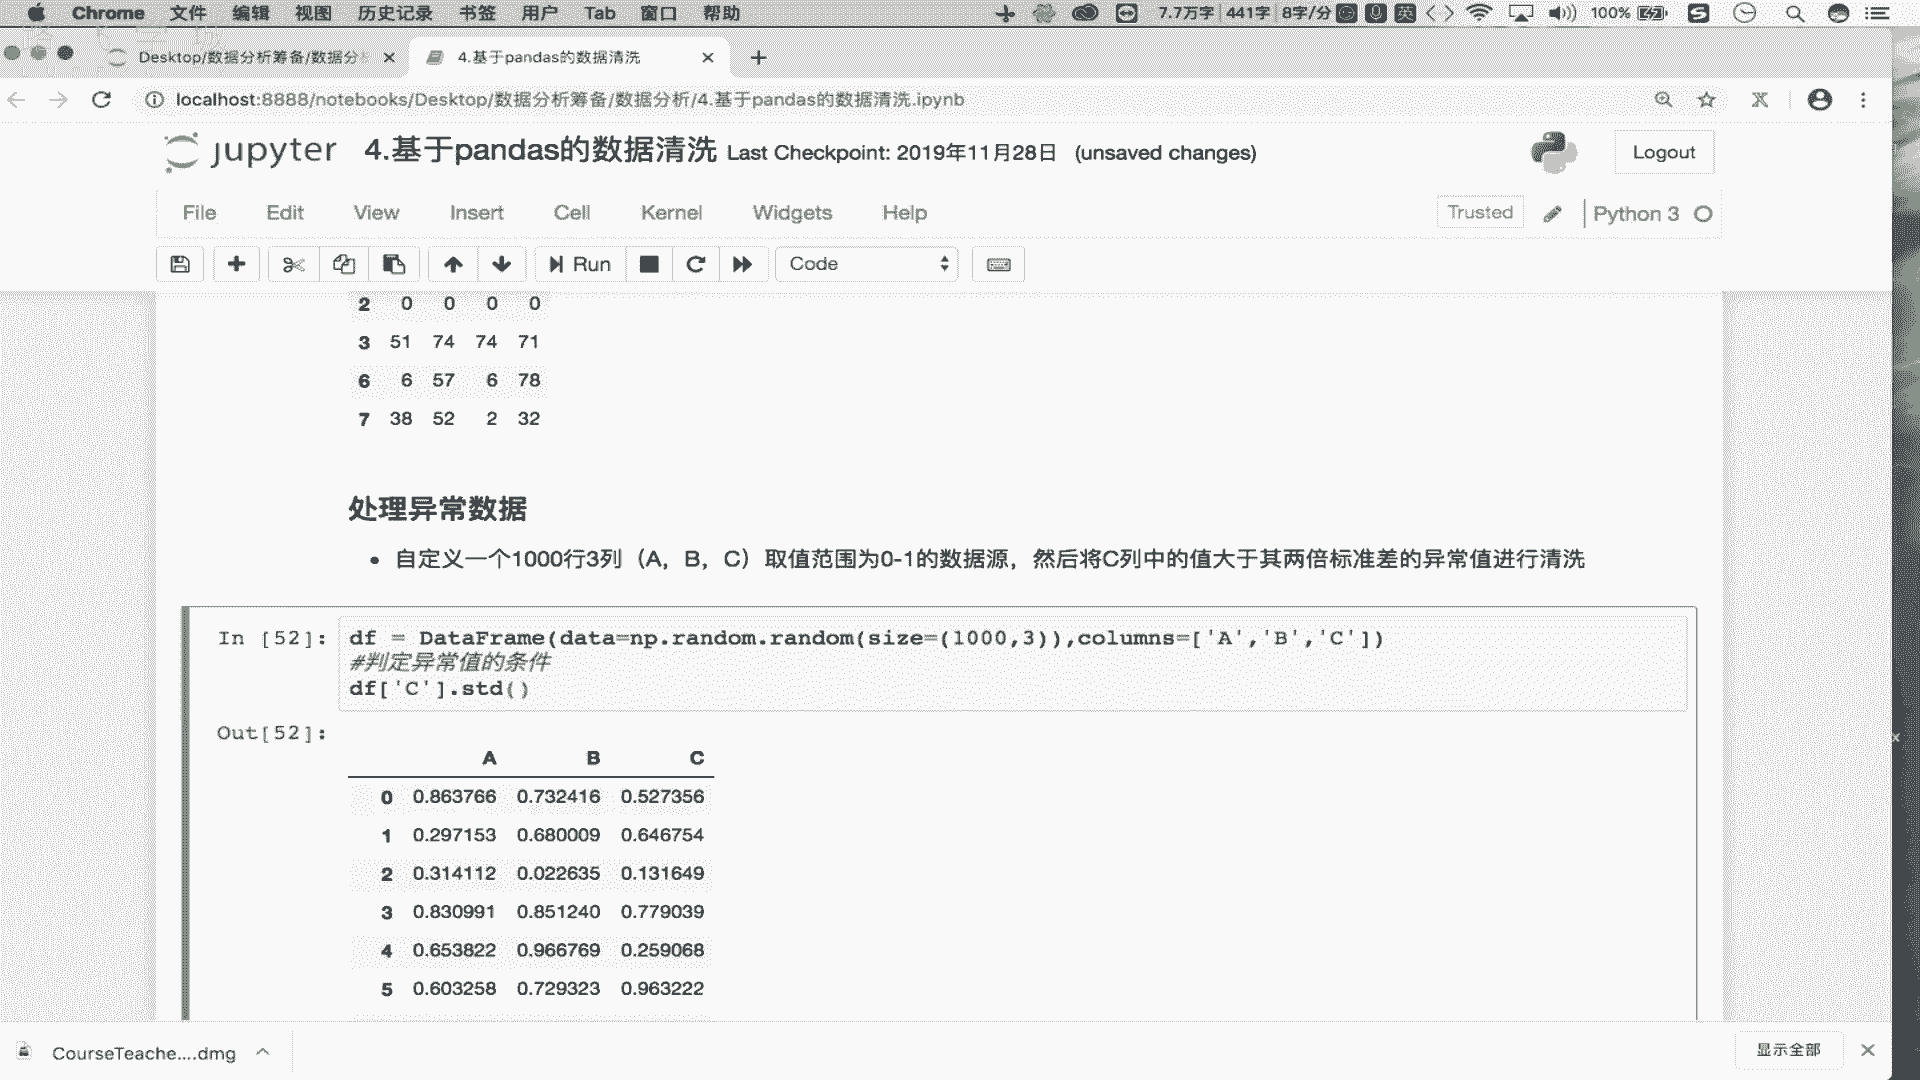 Chrome 文件 编辑 视图 历史记录 书签 用户 Tab 窗口 帮助 7.7万字 441字 8字/分 英 100%
Desktop/数据分析筹备/数据分 4.基于pandas的数据清洗
localhost:8888/notebooks/Desktop/数据分析筹备/数据分析/4.基于pandas的数据清洗.ipynb
jupyter 4.基于pandas的数据清洗 Last Checkpoint: 2019年11月28日 (unsaved changes) Logout
File Edit View Insert Cell Kernel Widgets Help Trusted Python 3
Run Code
2 0 0 0 0
3 51 74 74 71
6 6 57 6 78
7 38 52 2 32
处理异常数据
• 自定义一个1000行3列（A，B，C）取值范围为0-1的数据源，然后将C列中的值大于其两倍标准差的异常值进行清洗
In [52]: df = DataFrame(data=np.random.random(size=(1000,3)),columns=['A','B','C'])
#判定异常值的条件
df['C'].std()
Out[52]:
A B C
0 0.863766 0.732416 0.527356
1 0.297153 0.680009 0.646754
2 0.314112 0.022635 0.131649
3 0.830991 0.851240 0.779039
4 0.653822 0.966769 0.259068
5 0.603258 0.729323 0.963222
CourseTeache....dmg 显示全部